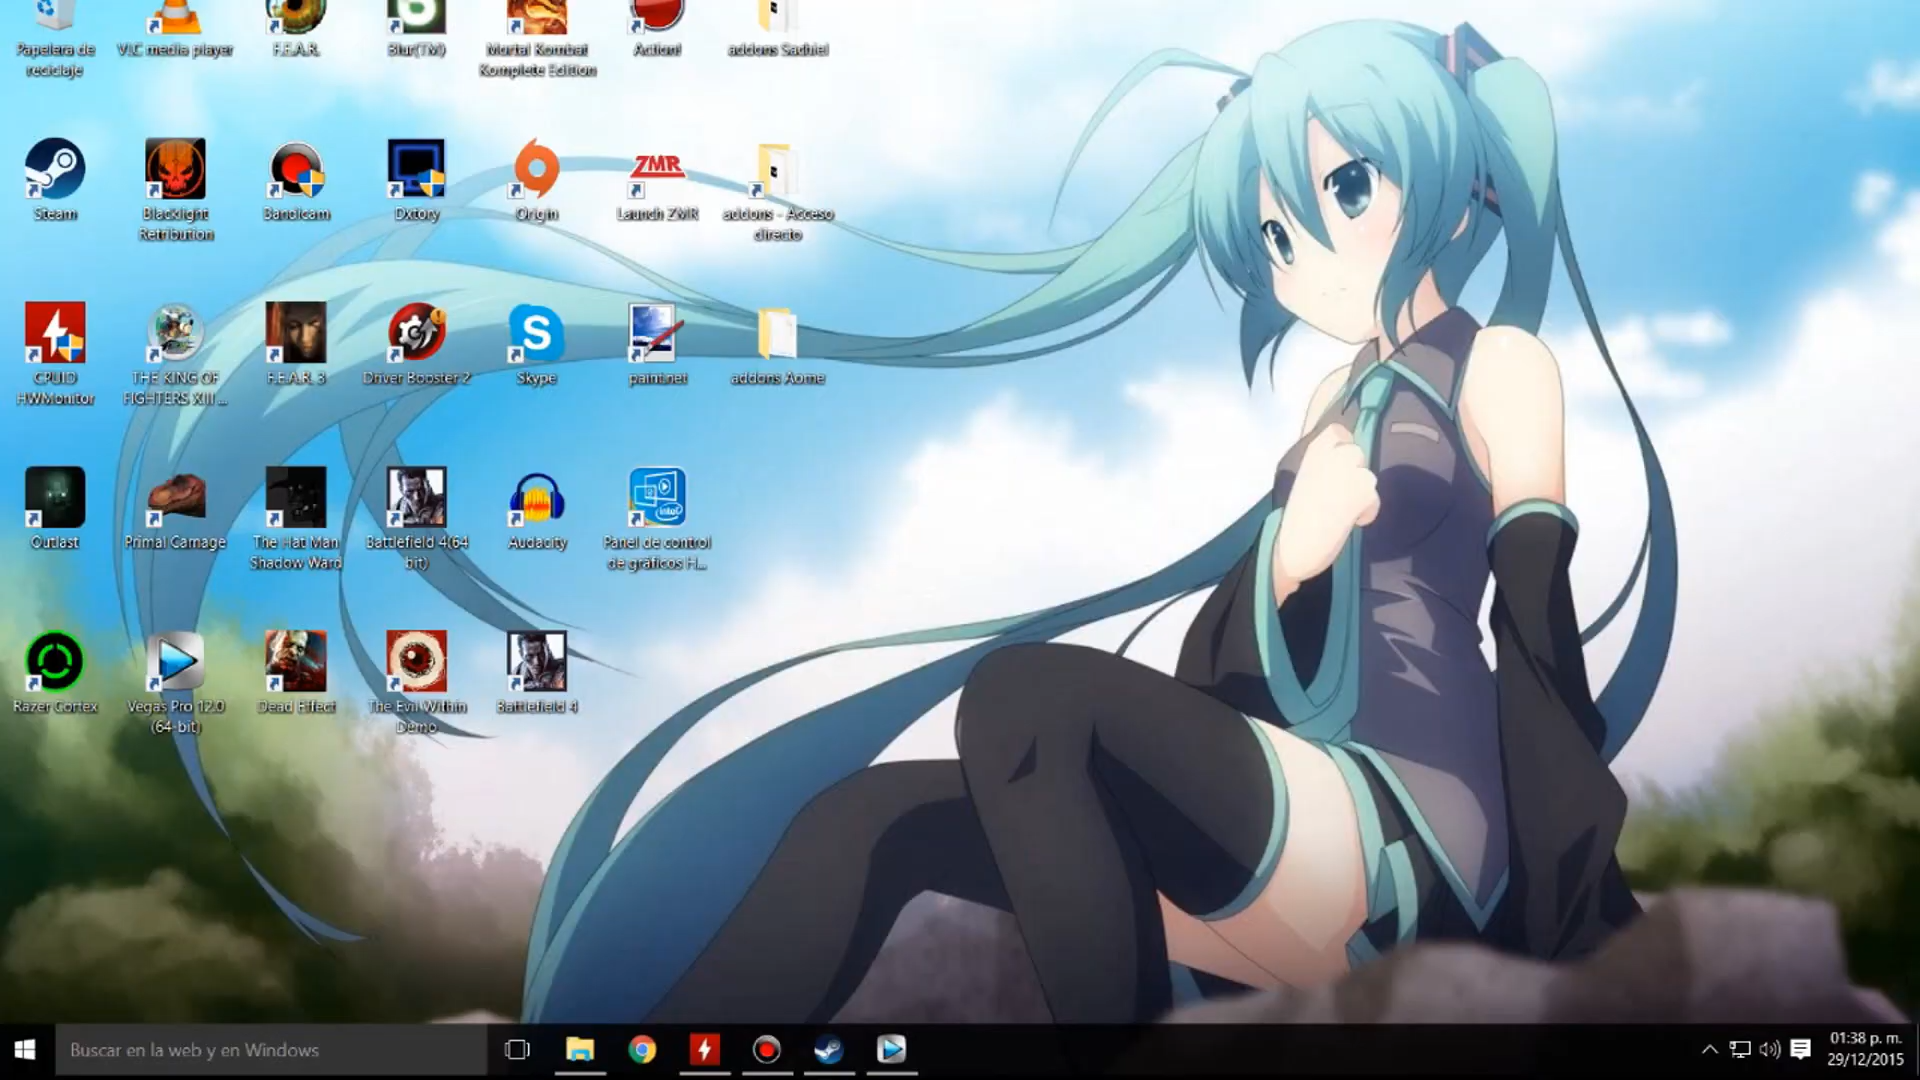 Papelera de
reciclaje
VLC media player
F.E.A.R.
Blur(TM)
Mortal Kombat
Komplete Edition
Action!
addons Sadhiel
Steam
Blacklight
Retribution
Bandicam
Dxtory
Origin
ZMR
Launch ZMR
addons - Acceso
directo
CPUID
HWMonitor
THE KING OF
FIGHTERS XIII ...
F.E.A.R. 3
Driver Booster 2
S
Skype
paint.net
addons Aome
Outlast
Primal Carnage
The Hat Man
Shadow Ward
Battlefield 4(64
bit)
Audacity
intel
Panel de control
de gráficos H...
Razer Cortex
Vegas Pro 12.0
(64-bit)
Dead Effect
The Evil Within
Demo
Battlefield 4
Buscar en la web y en Windows
01:38 p. m.
29/12/2015